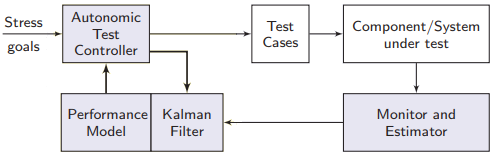 Stress
goals
Autonomic
Test
Controller
Test
Cases
Component/System
under test
Performance
Model
Kalman
Filter
Monitor and
Estimator